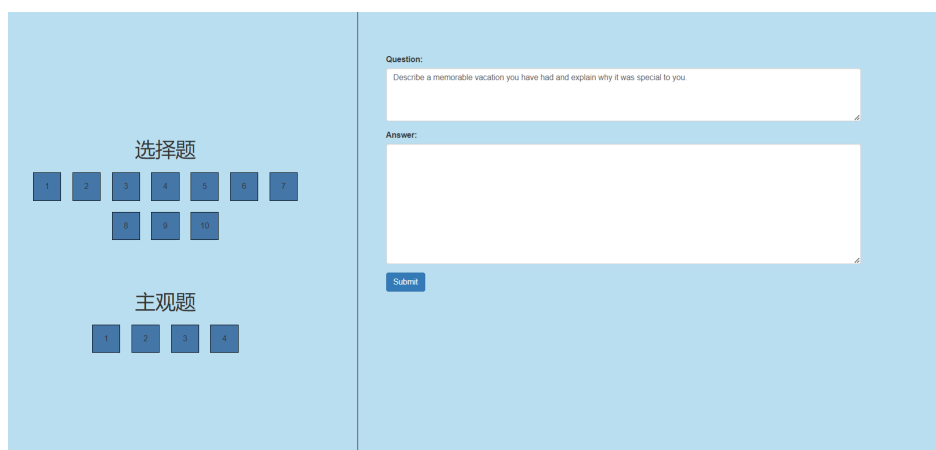 选择题
1 2 3 4 5 6 7
8 9 10
主观题
1 2 3 4
Question:
Describe a memorable vacation you have had and explain why it was special to you.
Answer:
Submit